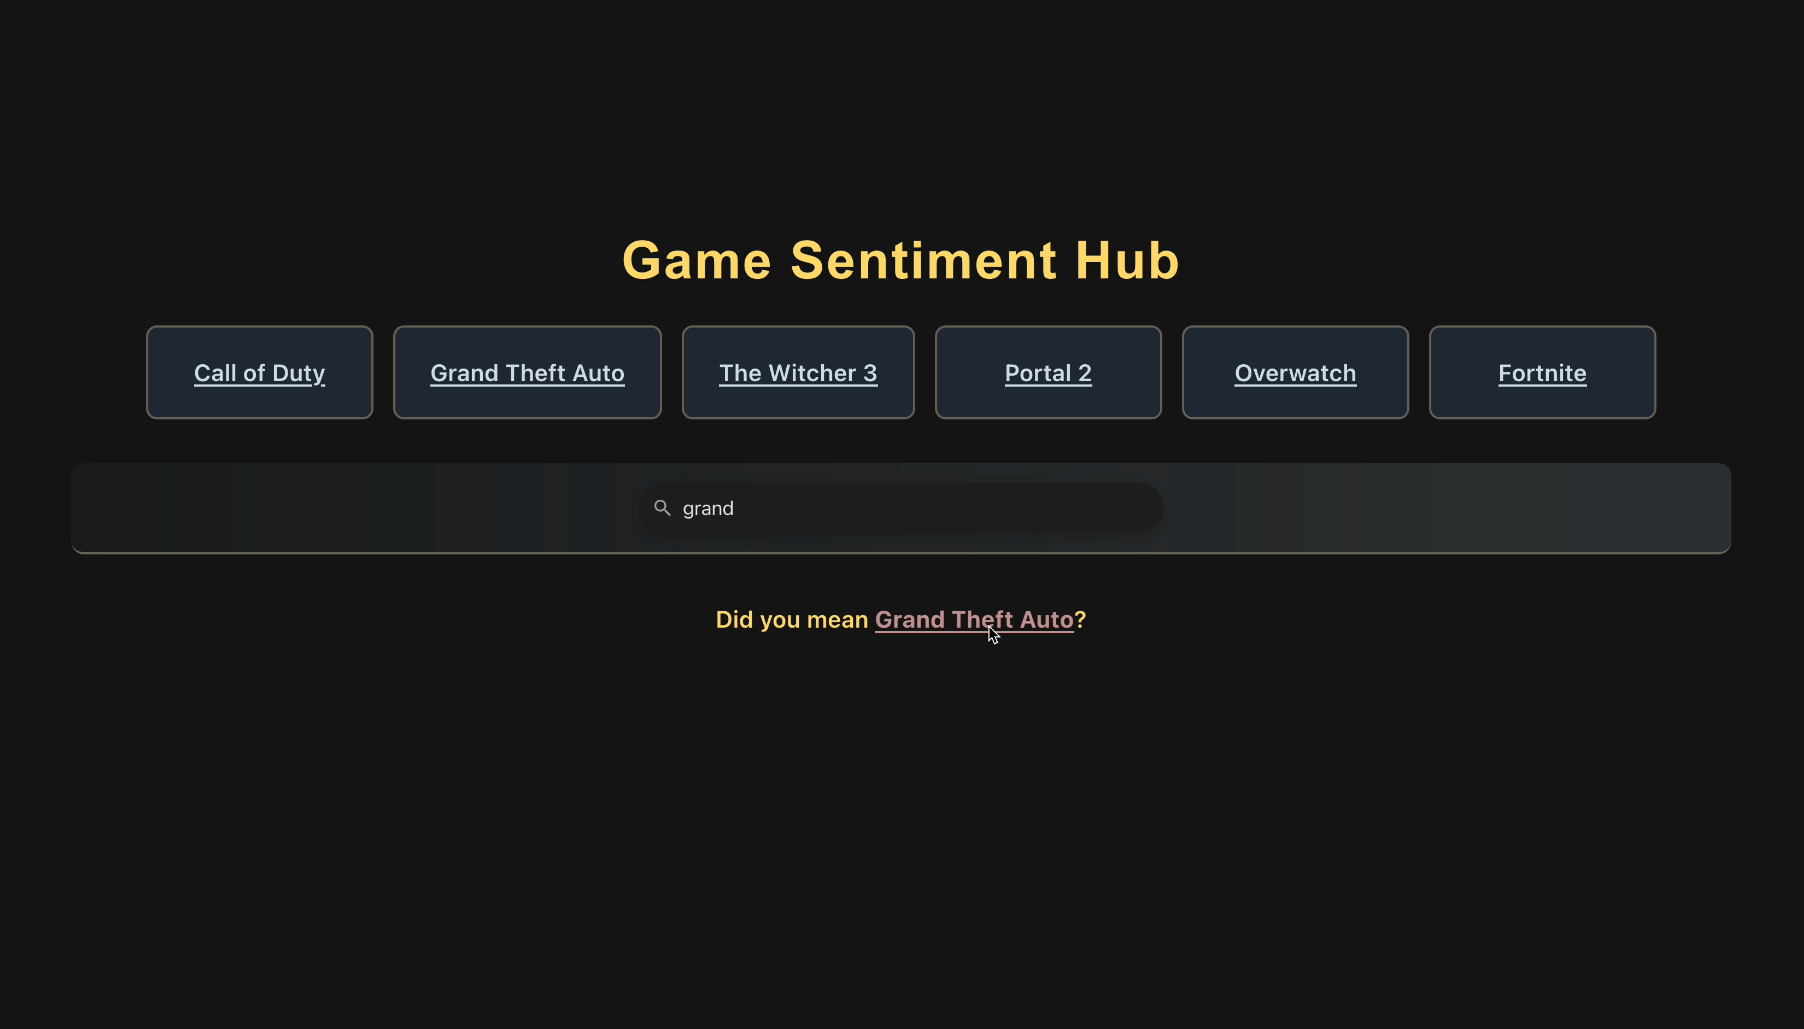 Game Sentiment Hub
Call of Duty Grand Theft Auto The Witcher 3 Portal 2 Overwatch Fortnite
grand
Did you mean Grand Theft Auto?